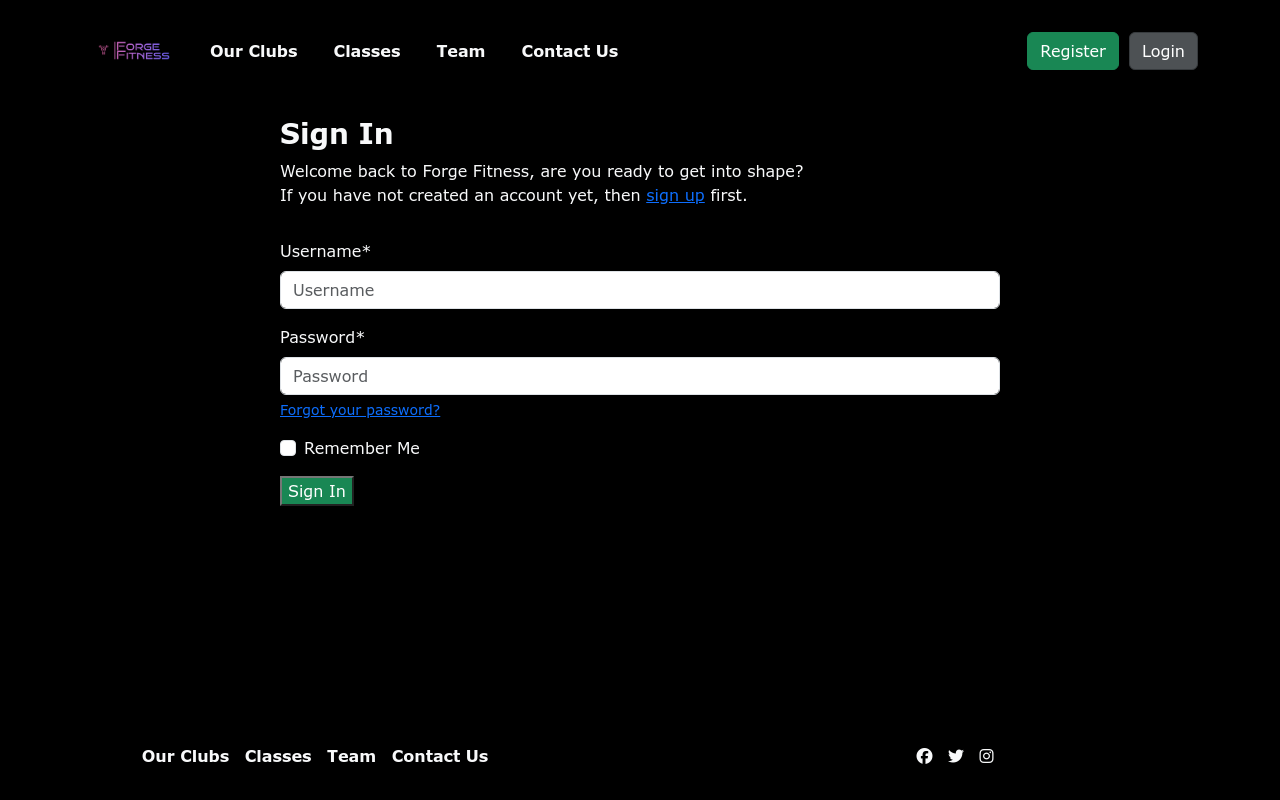 FORGE
FITNESS
Our Clubs
Classes
Team
Contact Us
Register
Login
Sign In
Welcome back to Forge Fitness, are you ready to get into shape?
If you have not created an account yet, then sign up first.
Username*
Username
Password*
Password
Forgot your password?
Remember Me
Sign In
Our Clubs
Classes
Team
Contact Us